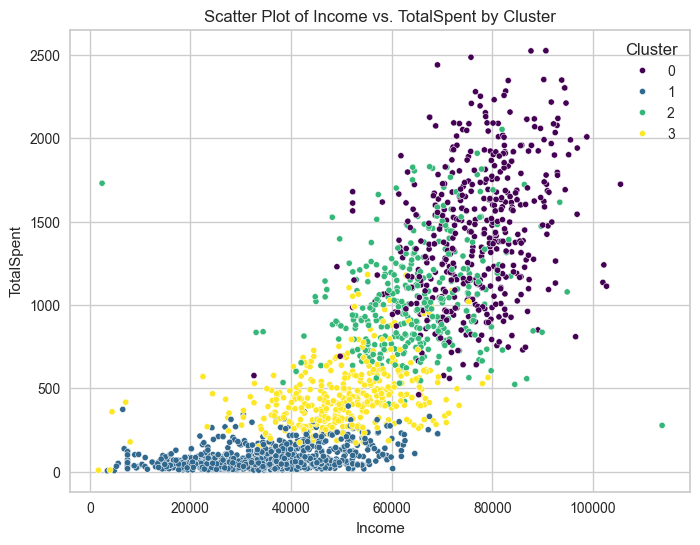 Scatter Plot of Income vs. TotalSpent by Cluster
Cluster
0
1
2
3
2500
2000
1500
1000
500
0
TotalSpent
0 20000 40000 60000 80000 100000
Income